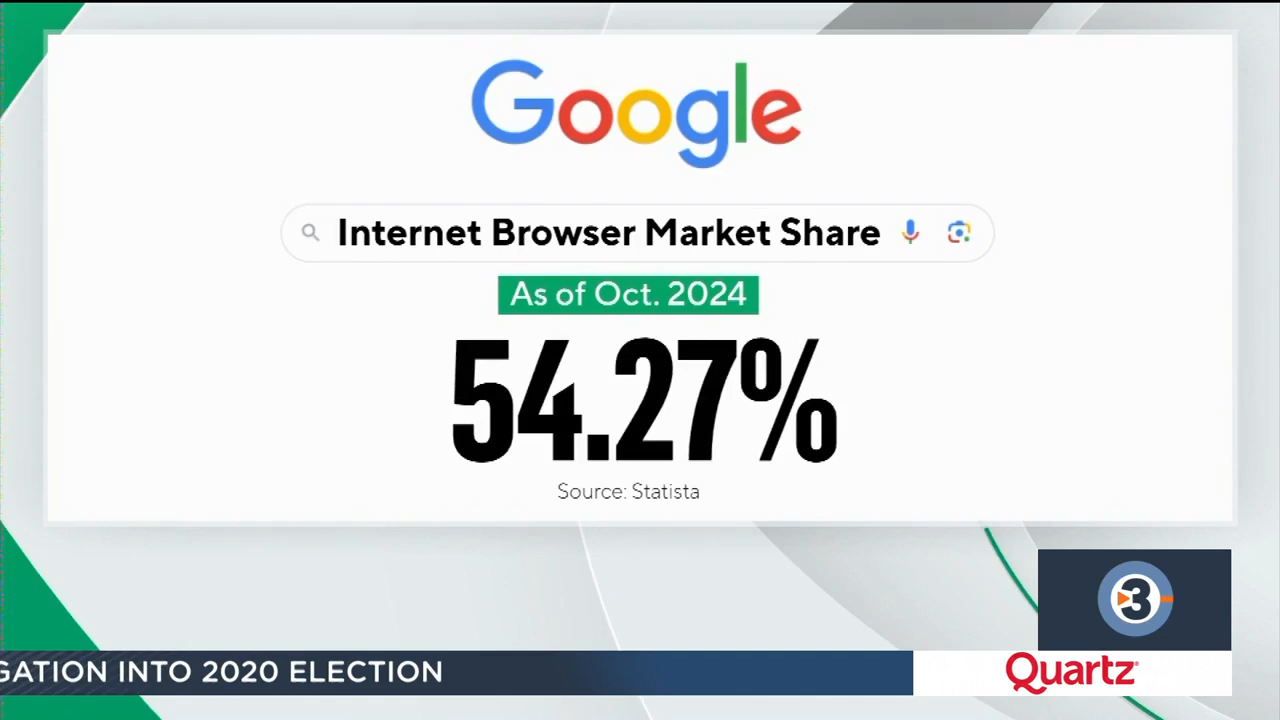 Google
Internet Browser Market Share
As of Oct. 2024
54.27%
Source: Statista
3
GATION INTO 2020 ELECTION
Quartz